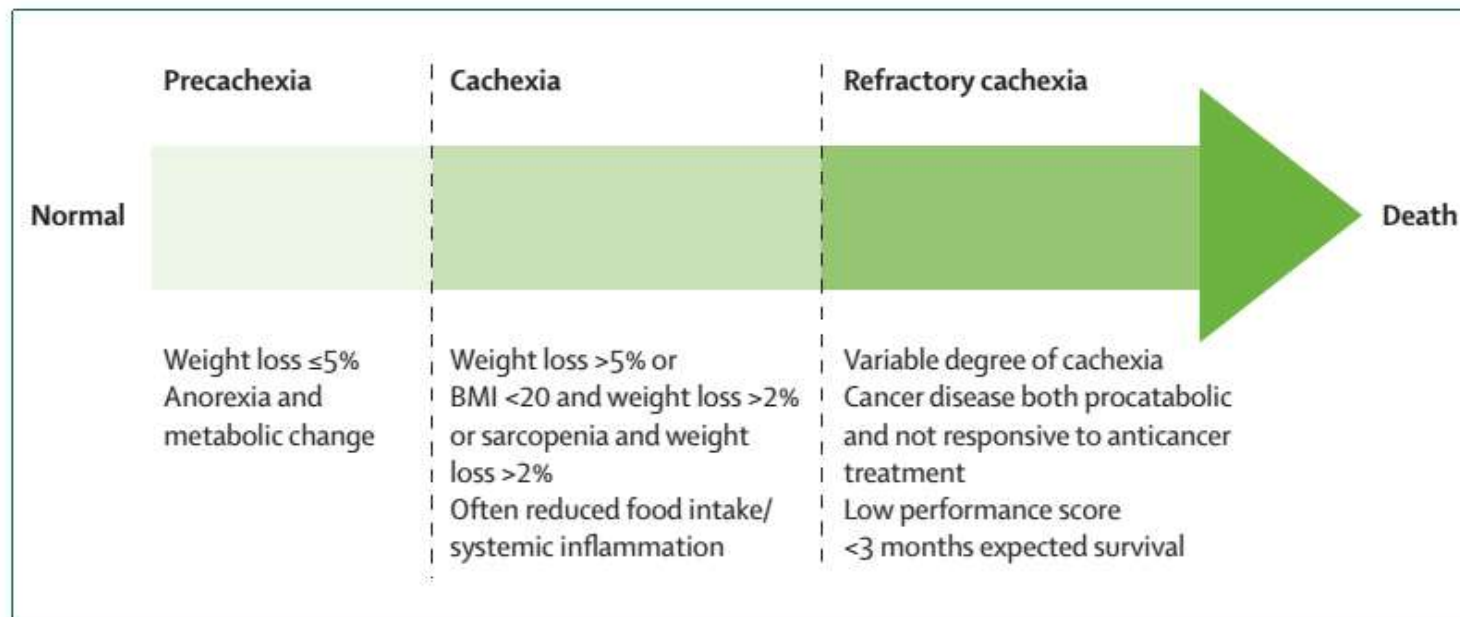 Precachexia
Cachexia
Refractory cachexia
Normal
Death
Weight loss ≤5%
Anorexia and
metabolic change
Weight loss >5% or
BMI <20 and weight loss >2%
or sarcopenia and weight
loss >2%
Often reduced food intake/
systemic inflammation
Variable degree of cachexia
Cancer disease both procatabolic
and not responsive to anticancer
treatment
Low performance score
<3 months expected survival